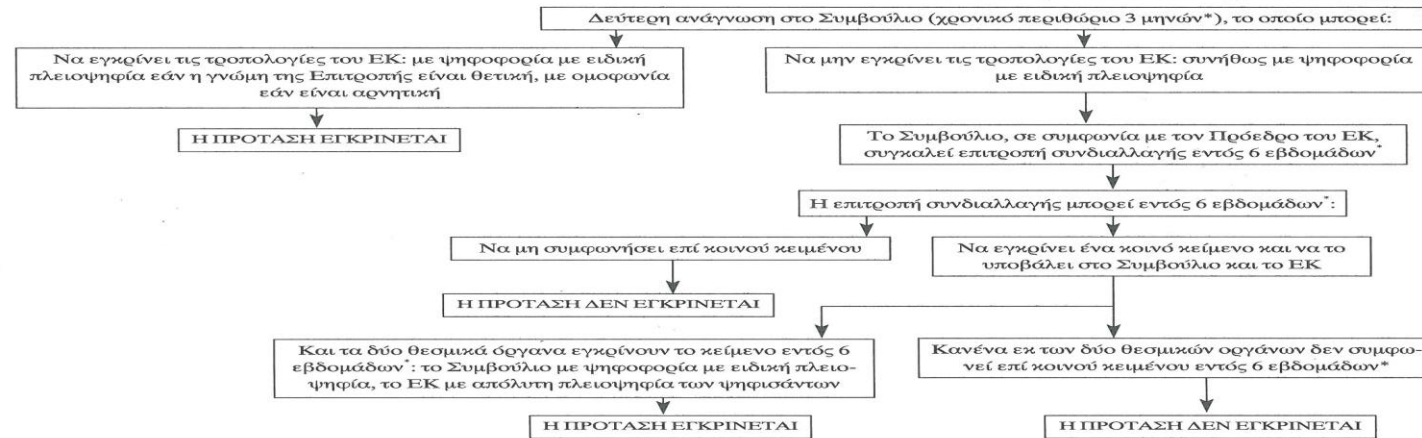 Δεύτερη ανάγνωση στο Συμβούλιο (χρονικό περιθώριο 3 μηνών*), το οποίο μπορεί:
Να εγκρίνει τις τροπολογίες του ΕΚ: με ψηφοφορία με ειδική
πλειοψηφία εάν η γνώμη της Επιτροπής είναι θετική, με ομοφωνία
εάν είναι αρνητική
Να μην εγκρίνει τις τροπολογίες του ΕΚ: συνήθως με ψηφοφορία
με ειδική πλειοψηφία
Η ΠΡΟΤΑΣΗ ΕΓΚΡΙΝΕΤΑΙ
Το Συμβούλιο, σε συμφωνία με τον Πρόεδρο του ΕΚ,
συγκαλεί επιτροπή συνδιαλλαγής εντός 6 εβδομάδων*
Η επιτροπή συνδιαλλαγής μπορεί εντός 6 εβδομάδων*:
Να μη συμφωνήσει επί κοινού κειμένου
Να εγκρίνει ένα κοινό κείμενο και να το
υποβάλει στο Συμβούλιο και το ΕΚ
Η ΠΡΟΤΑΣΗ ΔΕΝ ΕΓΚΡΙΝΕΤΑΙ
Και τα δύο θεσμικά όργανα εγκρίνουν το κείμενο εντός 6
εβδομάδων*: το Συμβούλιο με ψηφοφορία με ειδική πλειο-
ψηφία, το ΕΚ με απόλυτη πλειοψηφία των ψηφισάντων
Κανένα εκ των δύο θεσμικών οργάνων δεν συμφω-
νεί επί κοινού κειμένου εντός 6 εβδομάδων*
Η ΠΡΟΤΑΣΗ ΕΓΚΡΙΝΕΤΑΙ
Η ΠΡΟΤΑΣΗ ΔΕΝ ΕΓΚΡΙΝΕΤΑΙ